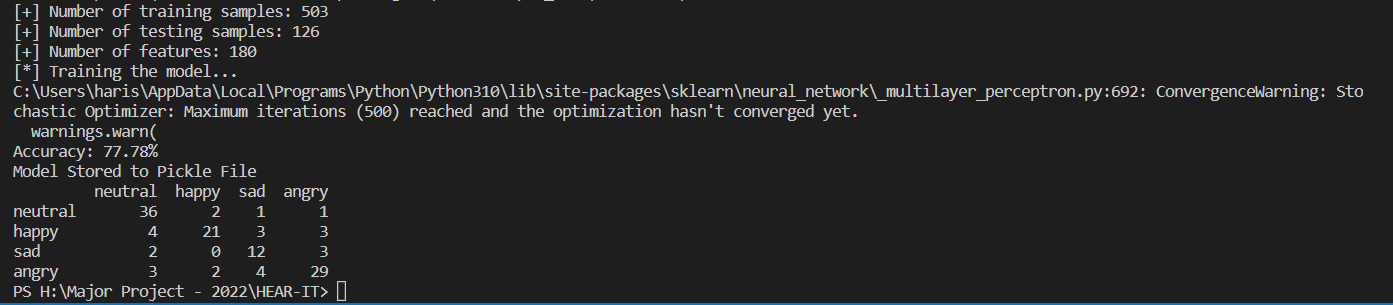 [+] Number of training samples: 503
[+] Number of testing samples: 126
[+] Number of features: 180
[*] Training the model...
C:\Users\haris\AppData\Local\Programs\Python\Python310\lib\site-packages\sklearn\neural_network\_multilayer_perceptron.py:692: ConvergenceWarning: Sto
chastic Optimizer: Maximum iterations (500) reached and the optimization hasn't converged yet.
  warnings.warn(
Accuracy: 77.78%
Model Stored to Pickle File
         neutral  happy  sad  angry
neutral       36      2    1      1
happy          4     21    3      3
sad            2      0   12      3
angry          3      2    4     29
PS H:\Major Project - 2022\HEAR-IT>